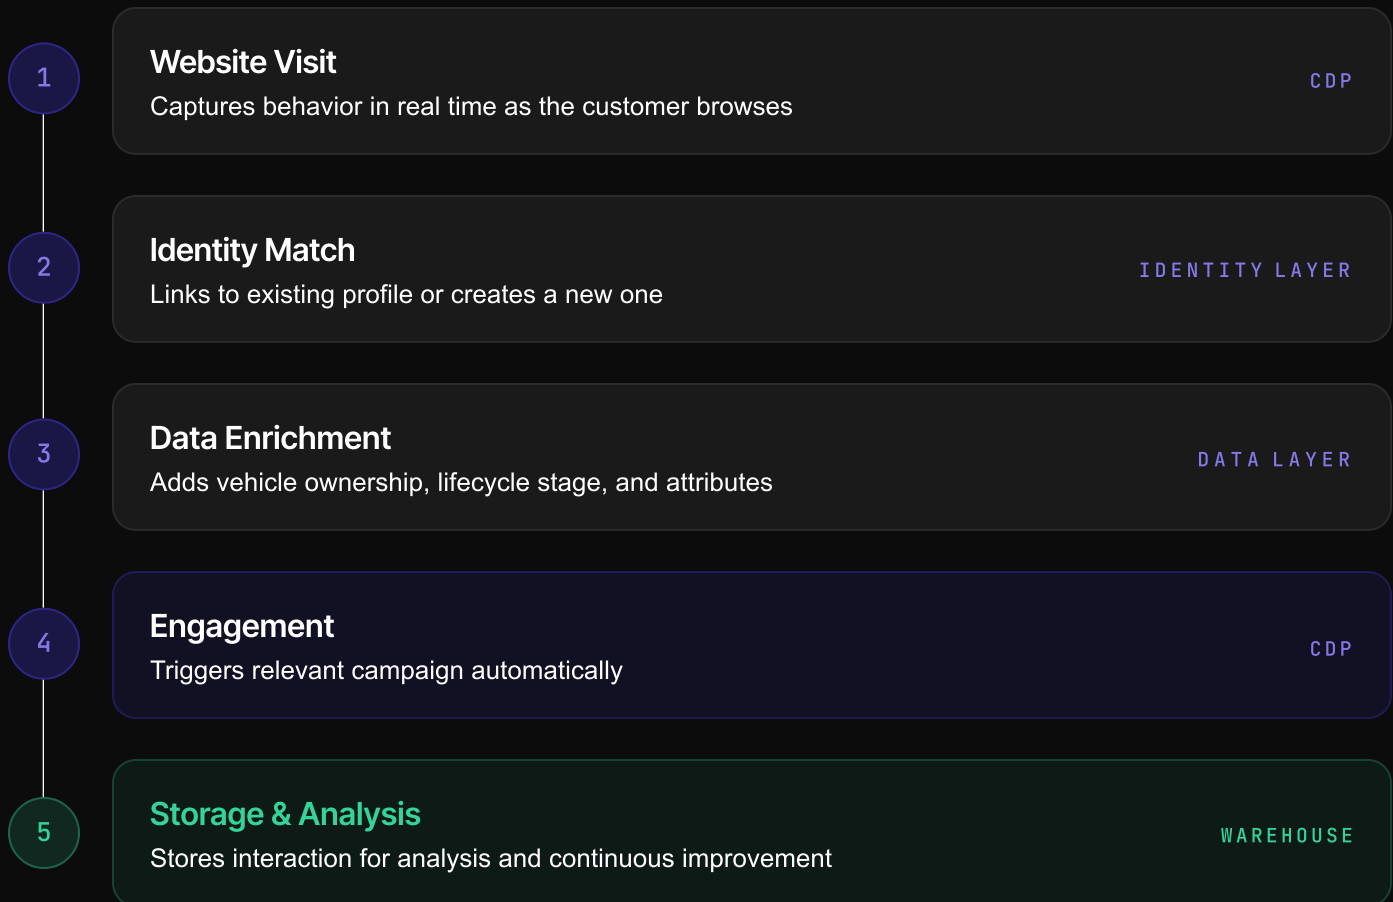 1
Website Visit
Captures behavior in real time as the customer browses
CDP
2
Identity Match
Links to existing profile or creates a new one
IDENTITY LAYER
3
Data Enrichment
Adds vehicle ownership, lifecycle stage, and attributes
DATA LAYER
4
Engagement
Triggers relevant campaign automatically
CDP
5
Storage & Analysis
Stores interaction for analysis and continuous improvement
WAREHOUSE